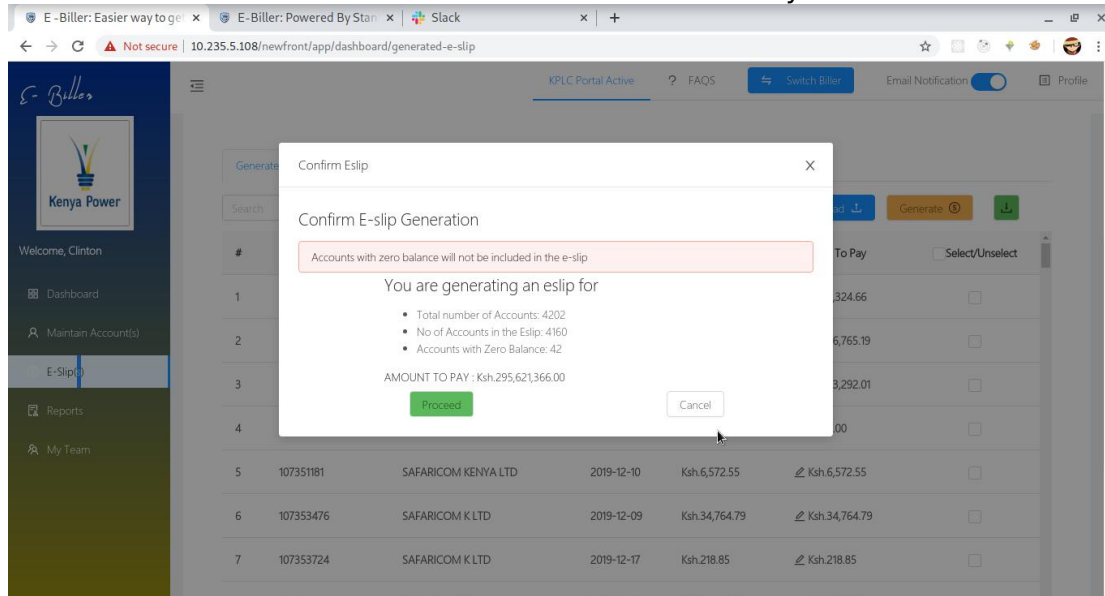 E -Biller: Easier way to ge
E-Biller: Powered By Stan
Slack
Not secure | 10.235.5.108/newfront/app/dashboard/generated-e-slip
E- Biller
KPLC Portal Active
? FAQS
Switch Biller
Email Notification
Profile
Kenya Power
Generate
Confirm Eslip
X
Search
Generate
Confirm E-slip Generation
Welcome, Clinton
#
Accounts with zero balance will not be included in the e-slip
To Pay
Select/Unselect
You are generating an eslip for
Dashboard
1
Total number of Accounts: 4202
,324.66
No of Accounts in the Eslip: 4160
Maintain Account(s)
2
Accounts with Zero Balance: 42
6,765.19
E-Slip(s)
3
AMOUNT TO PAY : Ksh.295,621,366.00
3,292.01
Proceed
Cancel
Reports
4
.00
My Team
5 107351181 SAFARICOM KENYA LTD 2019-12-10 Ksh.6,572.55 Ksh.6,572.55
6 107353476 SAFARICOM K LTD 2019-12-09 Ksh.34,764.79 Ksh.34,764.79
7 107353724 SAFARICOM K LTD 2019-12-17 Ksh.218.85 Ksh.218.85